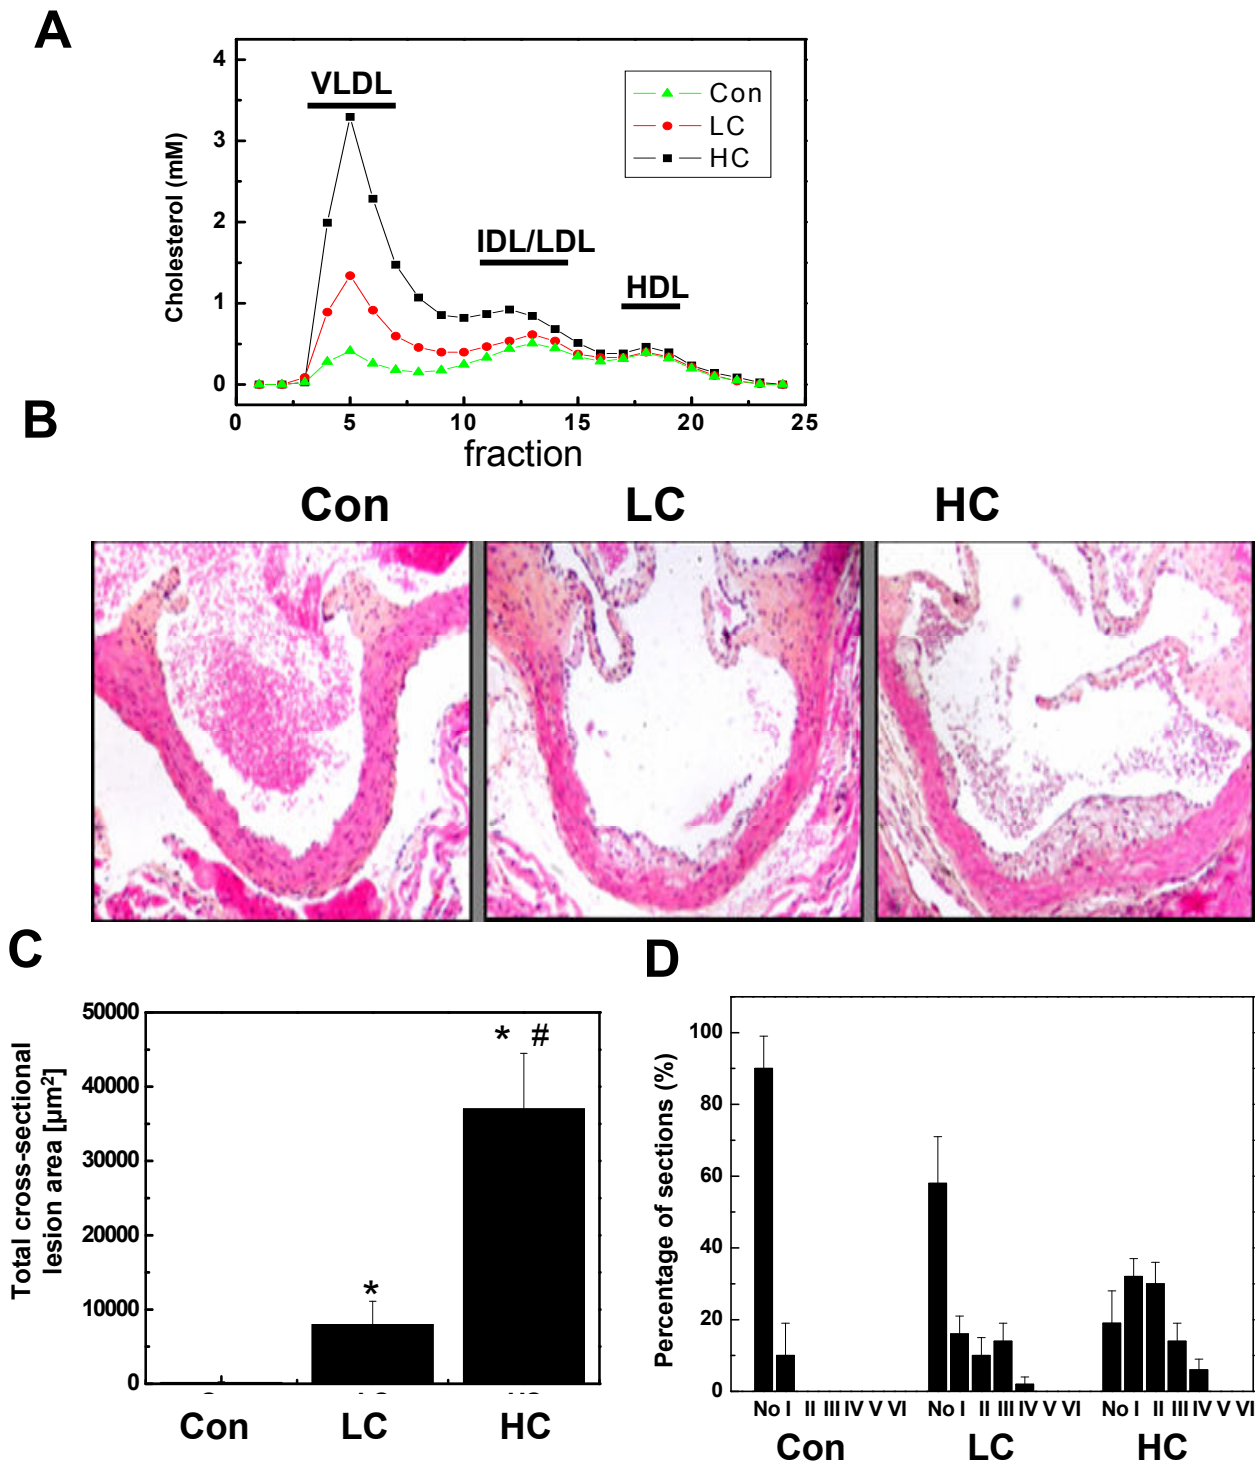 A
4
3
2
1
0
Cholesterol (mM)
VLDL
IDL/LDL
HDL
Con
LC
HC
0 5 10 15 20 25
fraction
B
Con LC HC
C
50000
40000
30000
20000
10000
0
Total cross-sectional
lesion area [µm²]
*
* #
Con LC HC
D
100
80
60
40
20
0
Percentage of sections (%)
No I II III IV V VI No I II III IV V VI No I II III IV V VI
Con LC HC